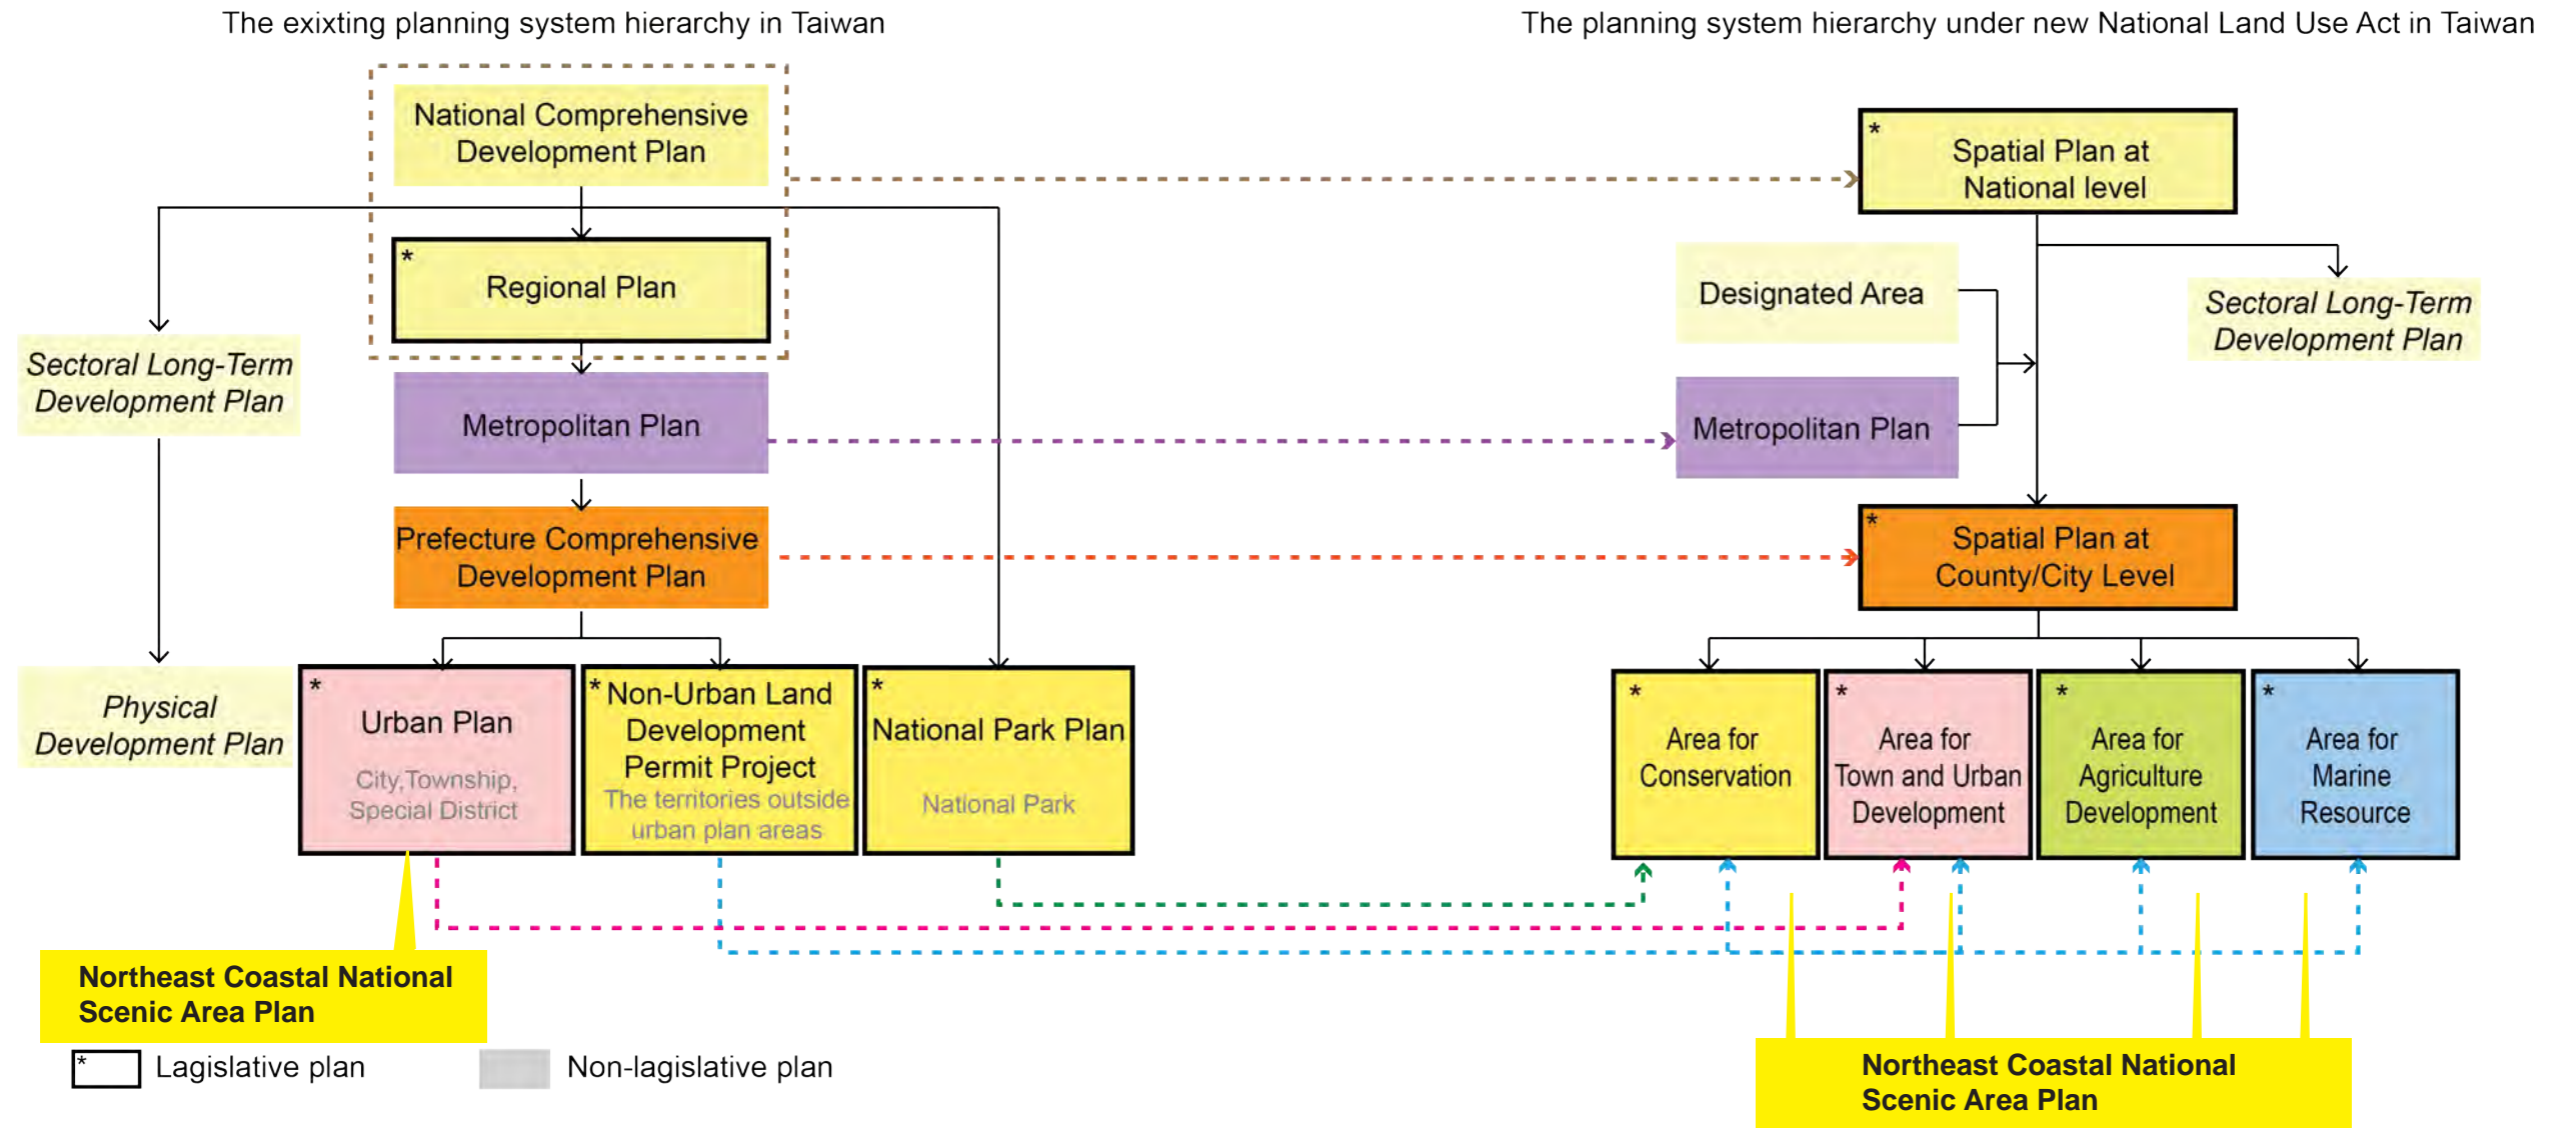 The exixting planning system hierarchy in Taiwan
National Comprehensive
Development Plan
*
Regional Plan
Sectoral Long-Term
Development Plan
Metropolitan Plan
Prefecture Comprehensive
Development Plan
Physical
Development Plan
*
Urban Plan
City,Township,
Special District
*
Non-Urban Land
Development
Permit Project
The territories outside
urban plan areas
*
National Park Plan
National Park
Northeast Coastal National
Scenic Area Plan
*
Lagislative plan
Non-lagislative plan
The planning system hierarchy under new National Land Use Act in Taiwan
*
Spatial Plan at
National level
Designated Area
Sectoral Long-Term
Development Plan
Metropolitan Plan
*
Spatial Plan at
County/City Level
*
Area for
Conservation
*
Area for
Town and Urban
Development
*
Area for
Agriculture
Development
*
Area for
Marine
Resource
Northeast Coastal National
Scenic Area Plan